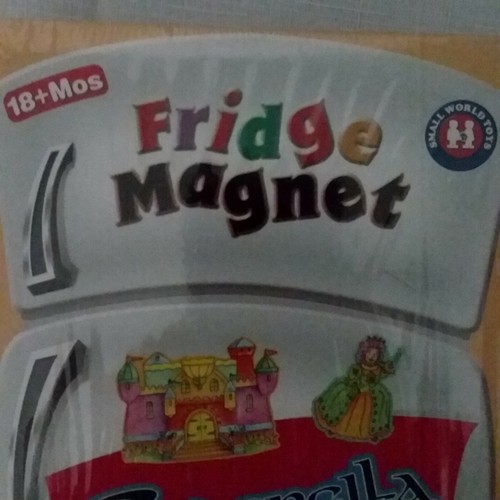 18+Mos
Fridge
Magnet
SMALL WORLD TOYS